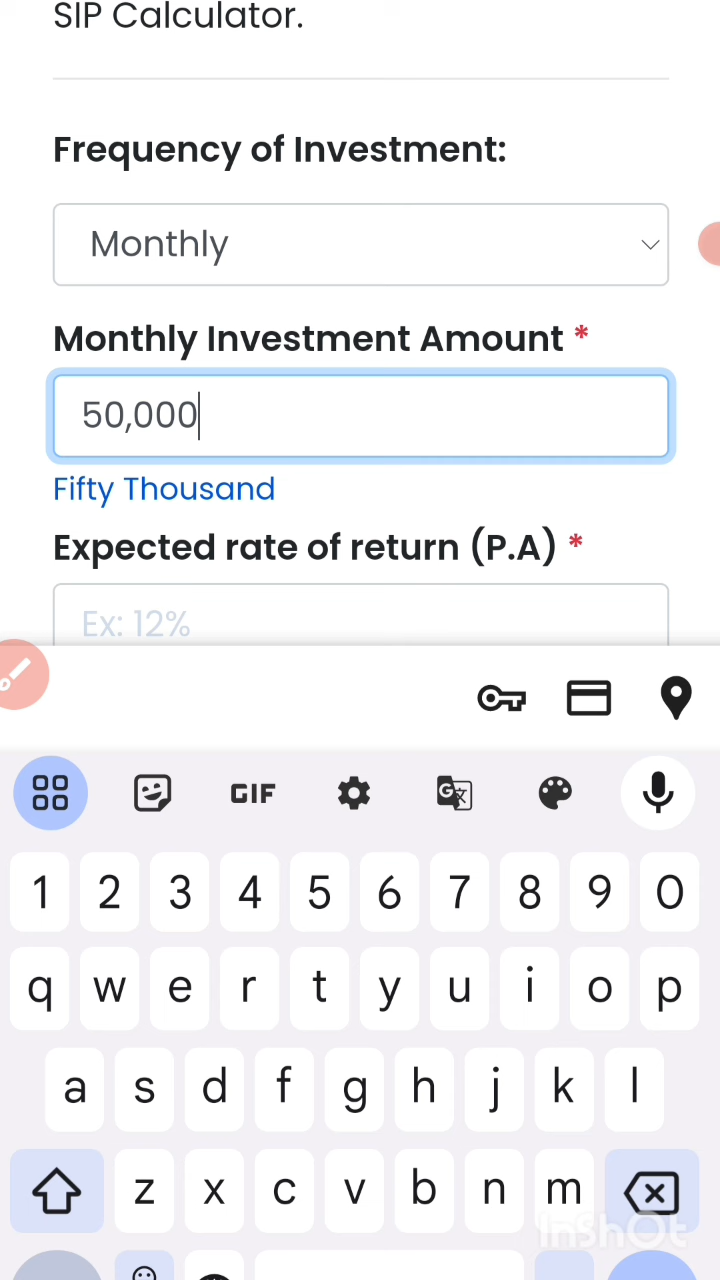 SIP Calculator.
Frequency of Investment:
Monthly
Monthly Investment Amount *
50,000
Fifty Thousand
Expected rate of return (P.A) *
Ex: 12%
GIF
1 2 3 4 5 6 7 8 9 0
q w e r t y u i o p
a s d f g h j k l
z x c v b n m
InShOt